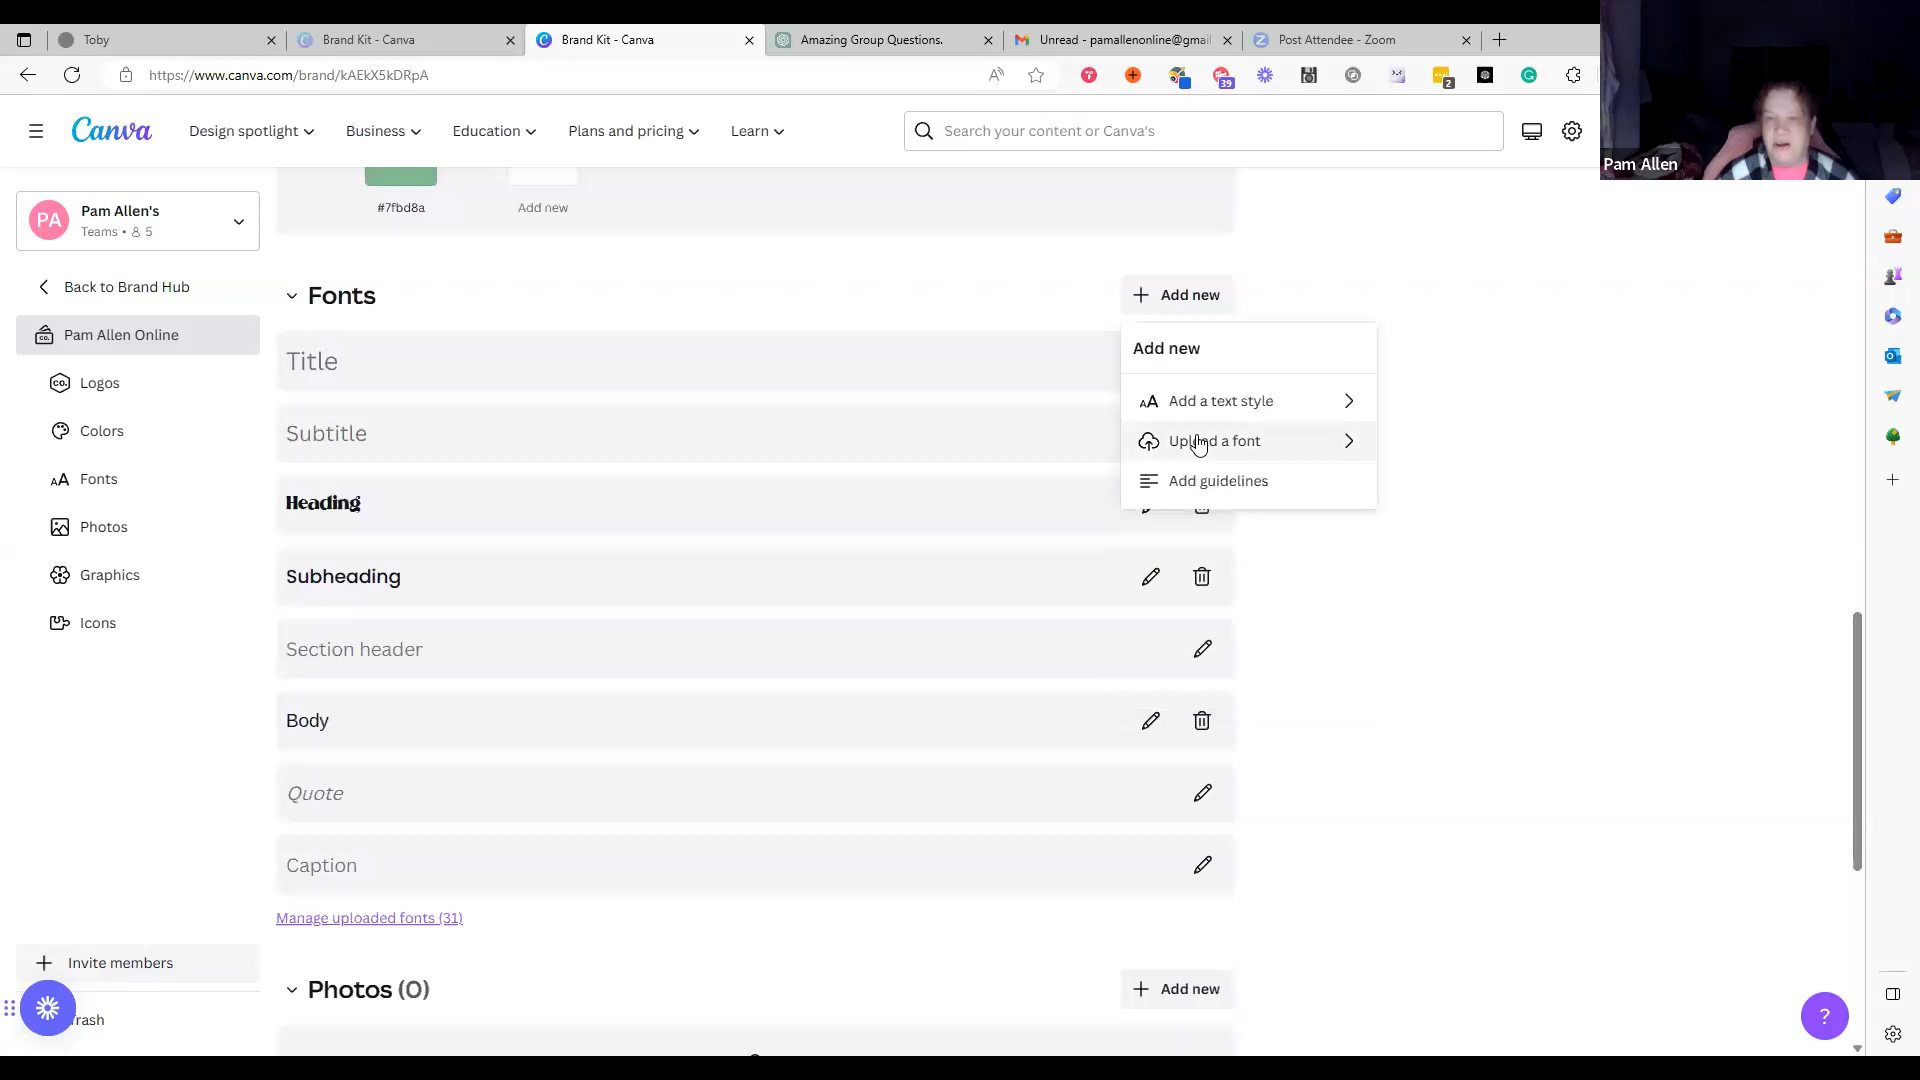 Toby
Brand Kit - Canva
Brand Kit - Canva
Amazing Group Questions.
Unread - pamallenonline@gmai
Post Attendee - Zoom
https://www.canva.com/brand/kAEkX5kDRpA
39
2
Canva
Design spotlight
Business
Education
Plans and pricing
Learn
Search your content or Canva's
Pam Allen
PA
Pam Allen's
Teams • 5
#7fbd8a
Add new
Back to Brand Hub
Pam Allen Online
Logos
Colors
Fonts
Photos
Graphics
Icons
Invite members
Fonts
Add new
Title
Add new
Add a text style
Upload a font
Add guidelines
Subtitle
Heading
Subheading
Section header
Body
Quote
Caption
Manage uploaded fonts (31)
Photos (0)
Add new
?